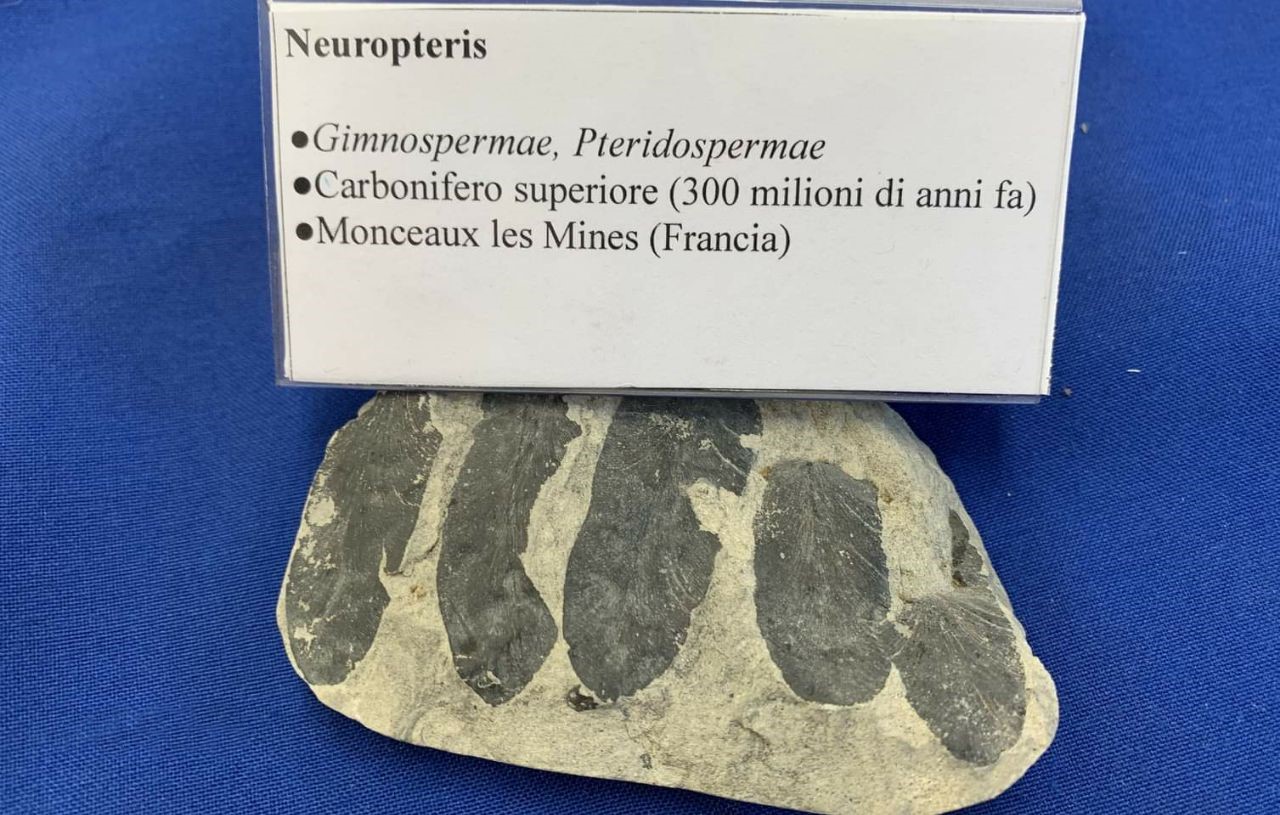 Neuropteris
●Gimnospermae, Pteridospermae
●Carbonifero superiore (300 milioni di anni fa)
●Monceaux les Mines (Francia)